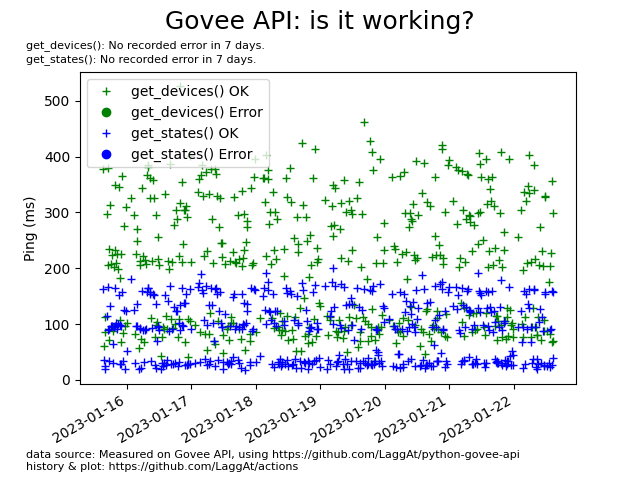 Govee API: is it working?
get_devices(): No recorded error in 7 days.
get_states(): No recorded error in 7 days.
get_devices() OK
get_devices() Error
get_states() OK
get_states() Error
Ping (ms)
500
400
300
200
100
0
2023-01-16
2023-01-17
2023-01-18
2023-01-19
2023-01-20
2023-01-21
2023-01-22
data source: Measured on Govee API, using https://github.com/LaggAt/python-govee-api
history & plot: https://github.com/LaggAt/actions